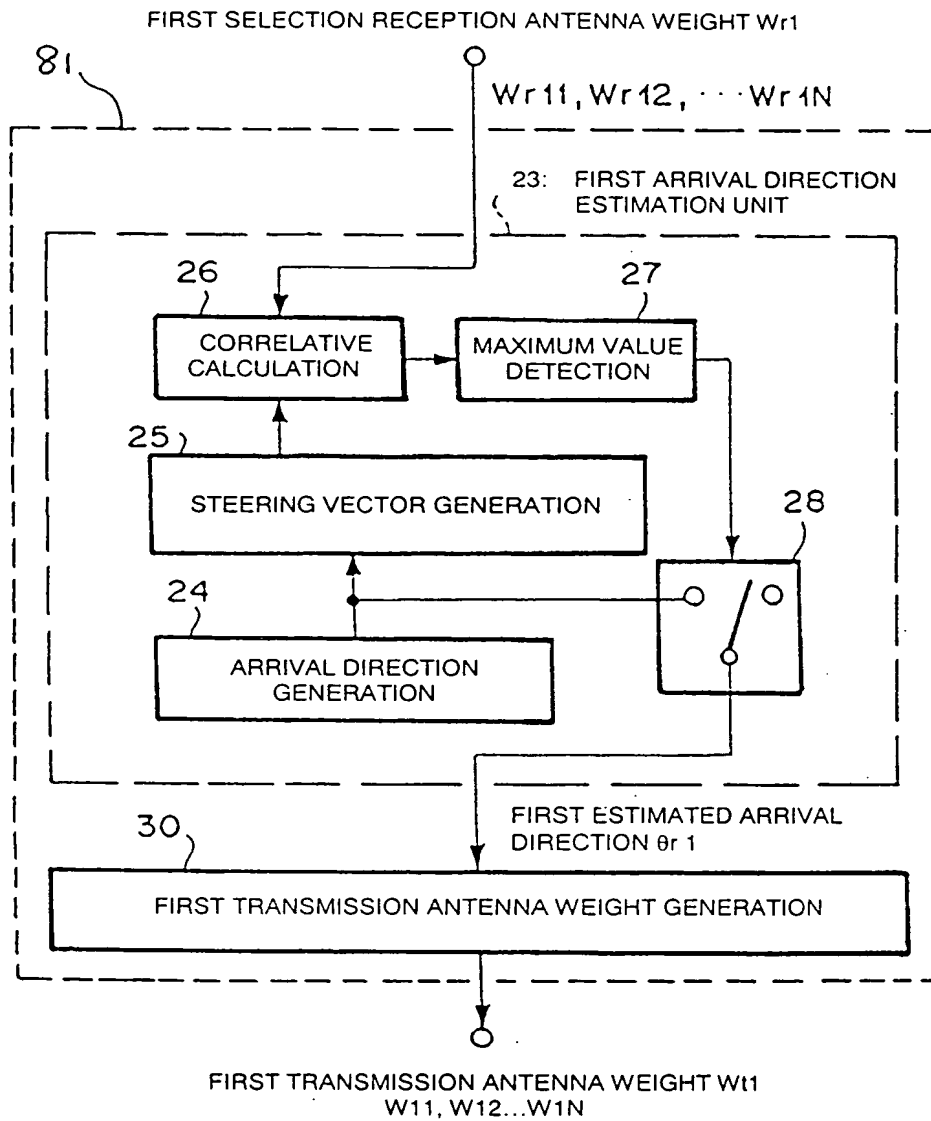 FIRST SELECTION RECEPTION ANTENNA WEIGHT Wr1
81
Wr11, Wr12, ··· Wr1N
23: FIRST ARRIVAL DIRECTION
ESTIMATION UNIT
26
27
CORRELATIVE
CALCULATION
MAXIMUM VALUE
DETECTION
25
STEERING VECTOR GENERATION
28
24
ARRIVAL DIRECTION
GENERATION
FIRST ESTIMATED ARRIVAL
DIRECTION θr 1
30
FIRST TRANSMISSION ANTENNA WEIGHT GENERATION
FIRST TRANSMISSION ANTENNA WEIGHT Wt1
W11, W12...W1N